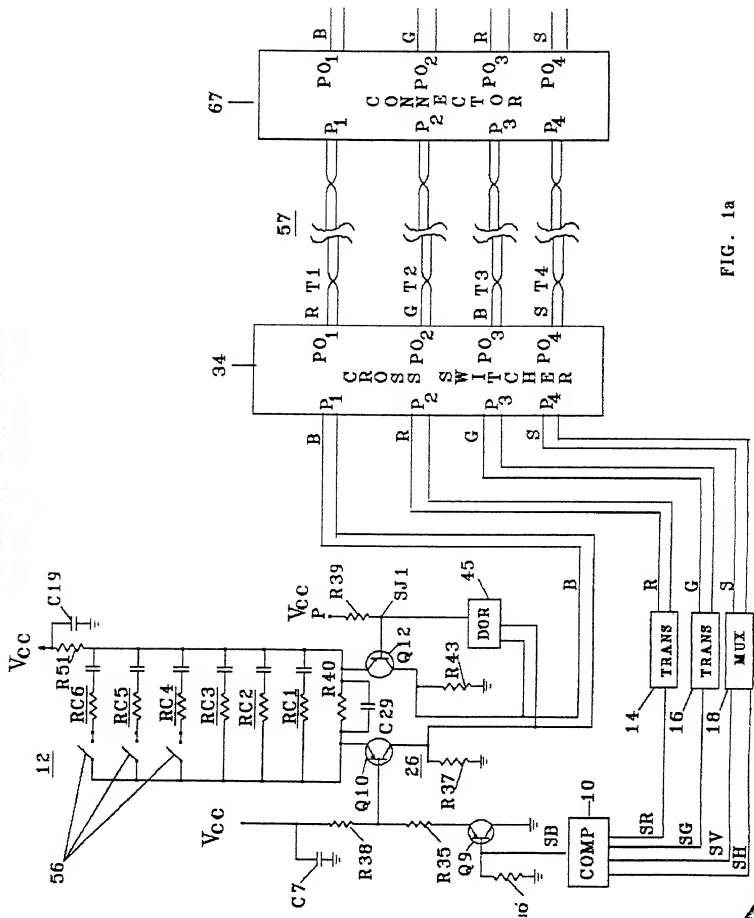 67
B
G
R
S
PO1
PO2
PO3
PO4
CONNECTOR
P1
P2
P3
P4
57
R T1
G T2
B T3
S T4
34
PO1
PO2
PO3
PO4
CROSS SWITCHER
P1
P2
P3
P4
B
R
G
S
FIG. 1a
Vcc
C19
R51
RC6
RC5
RC4
RC3
RC2
RC1
R40
C29
12
56
Vcc
P
R39
SJ1
45
DOR
Q12
R43
B
Q10
26
R37
Vcc
C7
R38
R35
Q9
SB
10
COMP
SR
SG
SV
SH
14
TRANS
R
16
TRANS
G
18
MUX
S